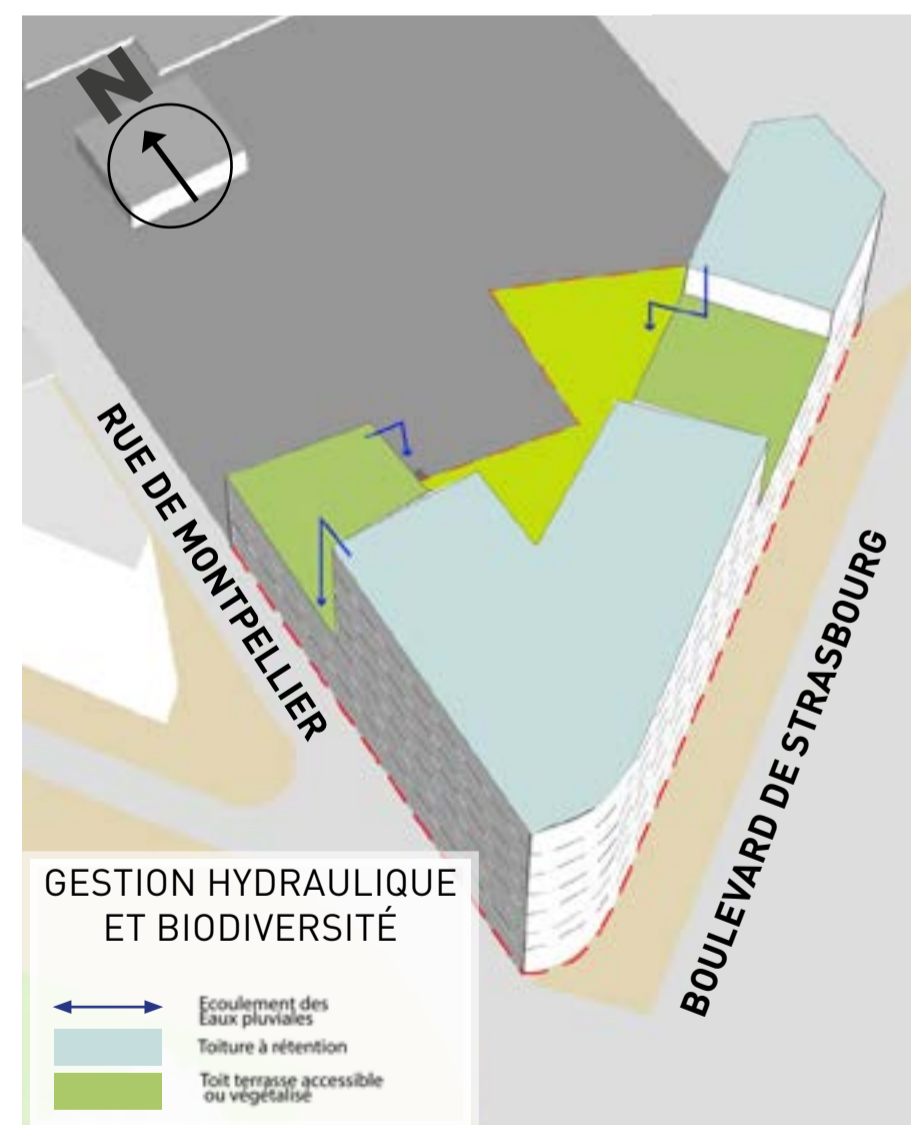 N
RUE DE MONTPELLIER
BOULEVARD DE STRASBOURG
GESTION HYDRAULIQUE
ET BIODIVERSITÉ
Ecoulement des
Eaux pluviales
Toiture à rétention
Toit terrasse accessible
ou végétalisé